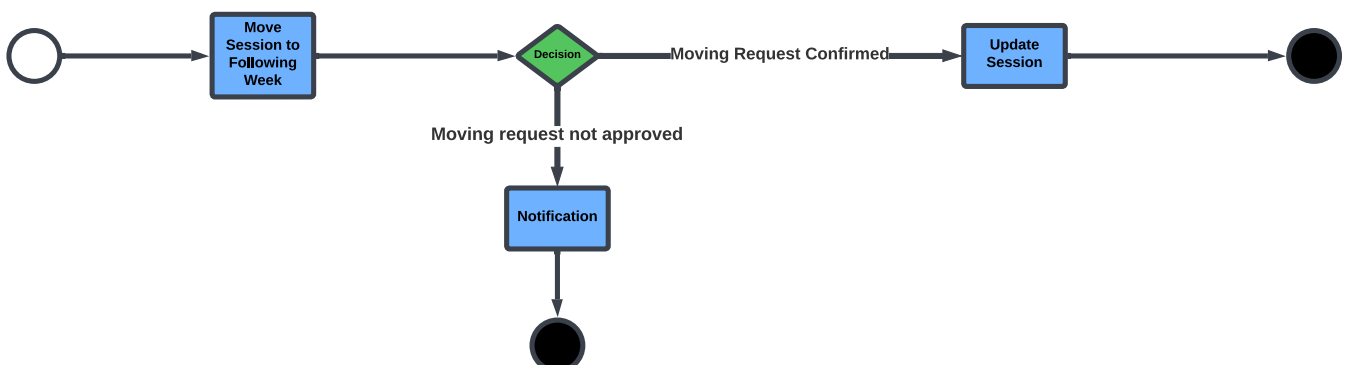 Move
Session to
Following
Week
Decision
Moving Request Confirmed
Update
Session
Moving request not approved
Notification